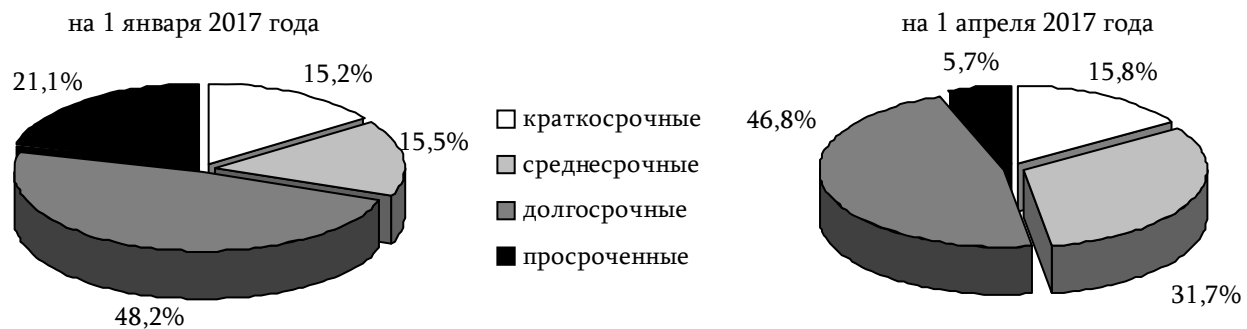 на 1 января 2017 года
21,1%
15,2%
15,5%
48,2%
краткосрочные
среднесрочные
долгосрочные
просроченные
на 1 апреля 2017 года
5,7%
15,8%
46,8%
31,7%